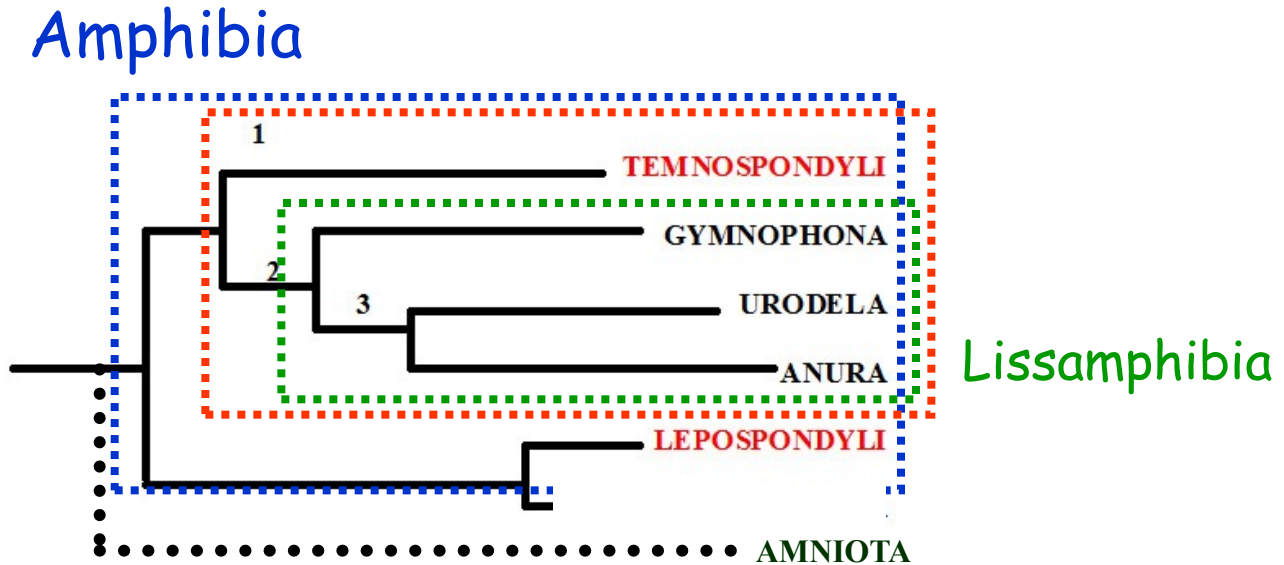 Amphibia
1
TEMNOSPONDYLI
GYMNOPHONA
2
3
URODELA
Lissamphibia
ANURA
LEPOSPONDYLI
AMNIOTA